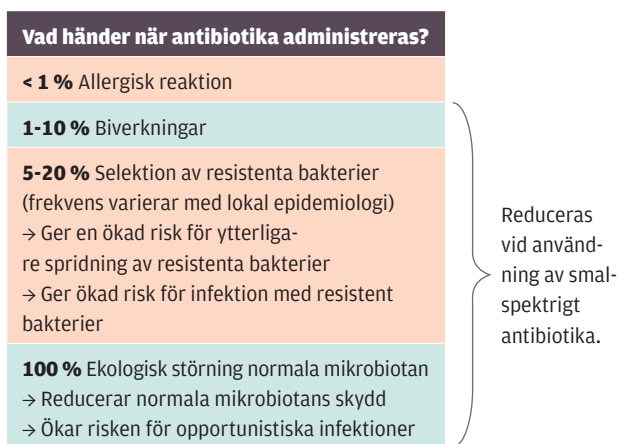 Vad händer när antibiotika administreras?
< 1 % Allergisk reaktion
1-10 % Biverkningar
5-20 % Selektion av resistenta bakterier
(frekvens varierar med lokal epidemiologi)
→ Ger en ökad risk för ytterliga-
re spridning av resistenta bakterier
→ Ger ökad risk för infektion med resistent
bakterier
100 % Ekologisk störning normala mikrobiotan
→ Reducerar normala mikrobiotans skydd
→ Ökar risken för opportunistiska infektioner
Reduceras
vid använd-
ning av smal-
spektrigt
antibiotika.